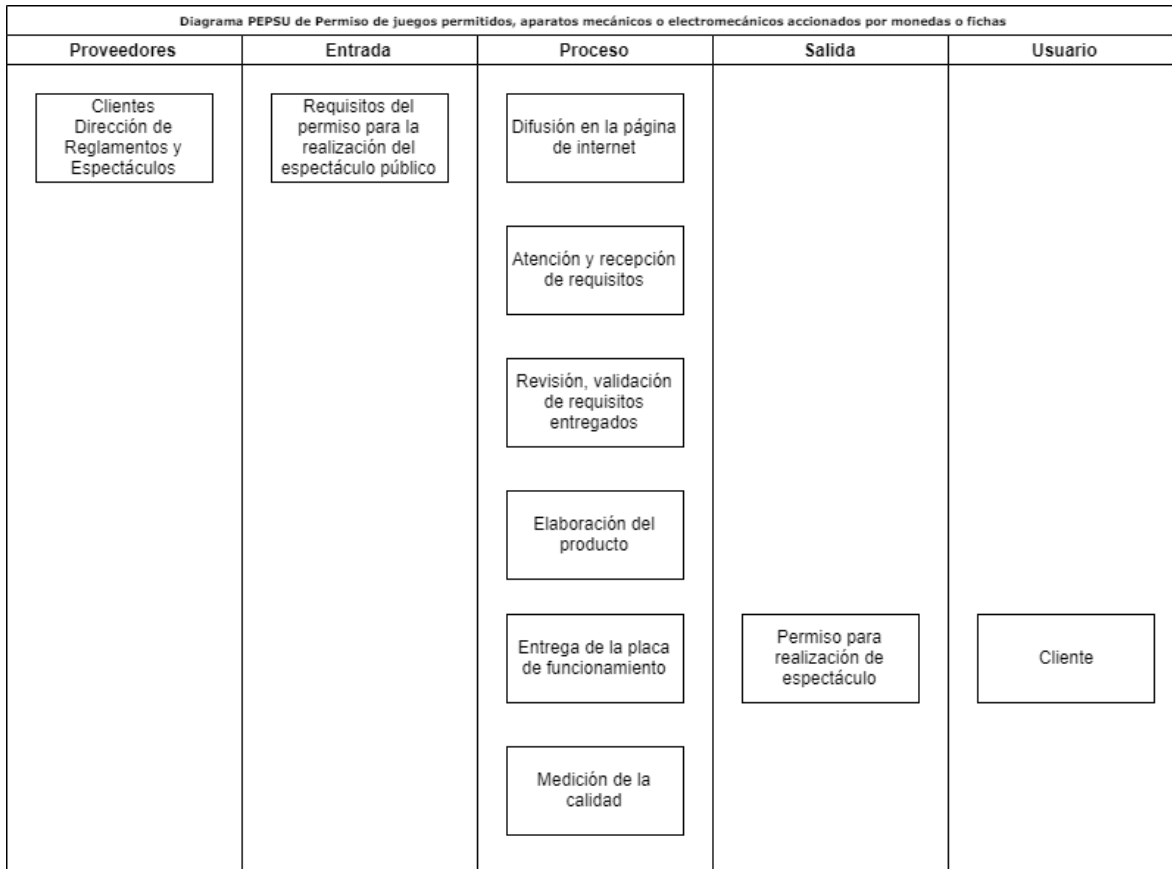 Diagrama PEPSU de Permiso de juegos permitidos, aparatos mecánicos o electromecánicos accionados por monedas o fichas
Proveedores
Entrada
Proceso
Salida
Usuario
Clientes
Dirección de
Reglamentos y
Espectáculos
Requisitos del
permiso para la
realización del
espectáculo público
Difusión en la página
de internet
Atención y recepción
de requisitos
Revisión, validación
de requisitos
entregados
Elaboración del
producto
Entrega de la placa
de funcionamiento
Permiso para
realización de
espectáculo
Cliente
Medición de la
calidad